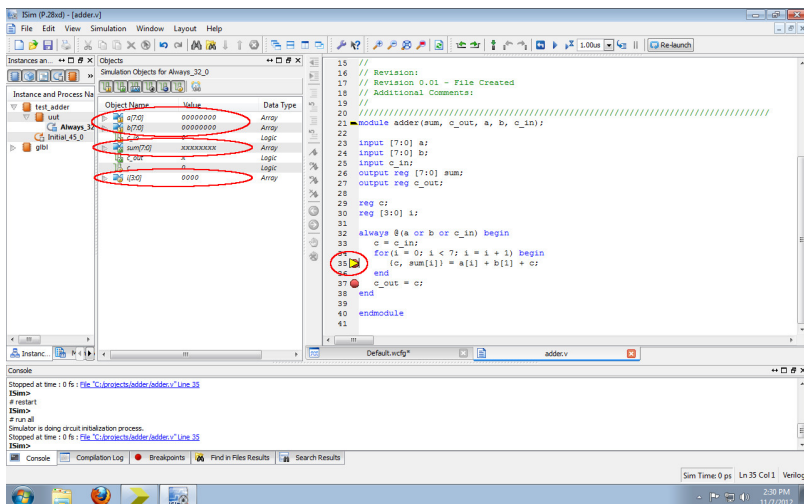 ISim (P.28xd) - [adder.v]
File Edit View Simulation Window Layout Help
1.00us
Re-launch
Instances an...
Objects
Simulation Objects for Always_32_0
Instance and Process Na
test_adder
uut
Always_32
Initial_45_0
glbl
Object Name Value Data Type
a[7:0] 00000000 Array
b[7:0] 00000000 Array
Logic
sum[7:0] xxxxxxxx Array
c_out x Logic
c 0 Logic
i[3:0] 0000 Array
15 //
16 // Revision:
17 // Revision 0.01 - File Created
18 // Additional Comments:
19 //
20 ////////////////////////////////////////////////////////////////////////////////
21 module adder(sum, c_out, a, b, c_in);
22
23 input [7:0] a;
24 input [7:0] b;
25 input c_in;
26 output reg [7:0] sum;
27 output reg c_out;
28
29 reg c;
30 reg [3:0] i;
31
32 always @(a or b or c_in) begin
33 c = c_in;
34 for(i = 0; i < 7; i = i + 1) begin
35 {c, sum[i]} = a[i] + b[1] + c;
36 end
37 c_out = c;
38 end
39
40 endmodule
41
Instanc...
Default.wcfg*
adder.v
Console
Stopped at time : 0 fs : File "C:/projects/adder/adder.v" Line 35
ISim>
# restart
ISim>
# run all
Simulator is doing circuit initialization process.
Stopped at time : 0 fs : File "C:/projects/adder/adder.v" Line 35
ISim>
Console Compilation Log Breakpoints Find in Files Results Search Results
Sim Time: 0 ps Ln 35 Col 1 Verilog
2:30 PM
11/7/2012